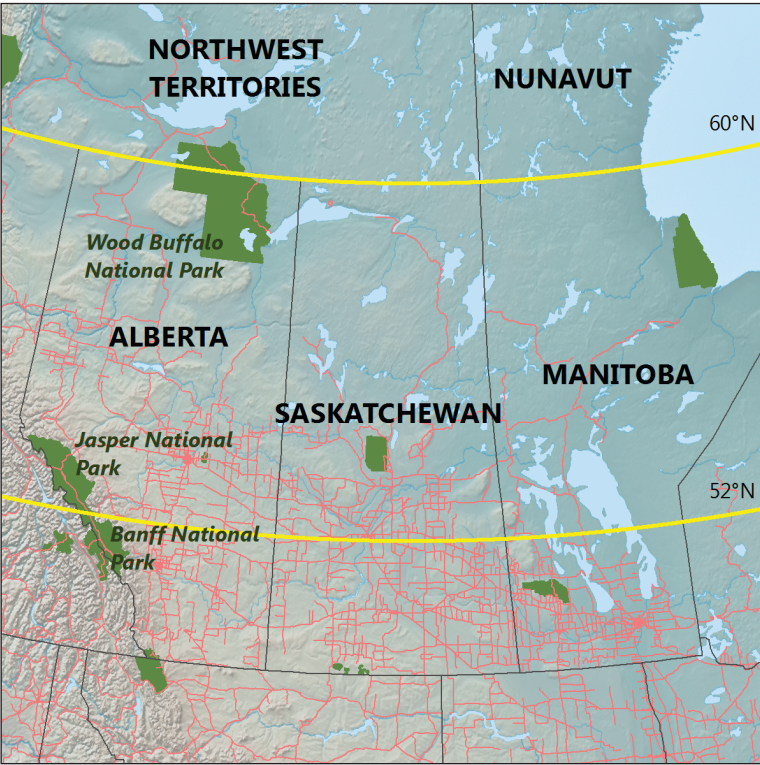 NORTHWEST
TERRITORIES
NUNAVUT
60°N
Wood Buffalo
National Park
ALBERTA
MANITOBA
SASKATCHEWAN
Jasper National
Park
52°N
Banff National
Park